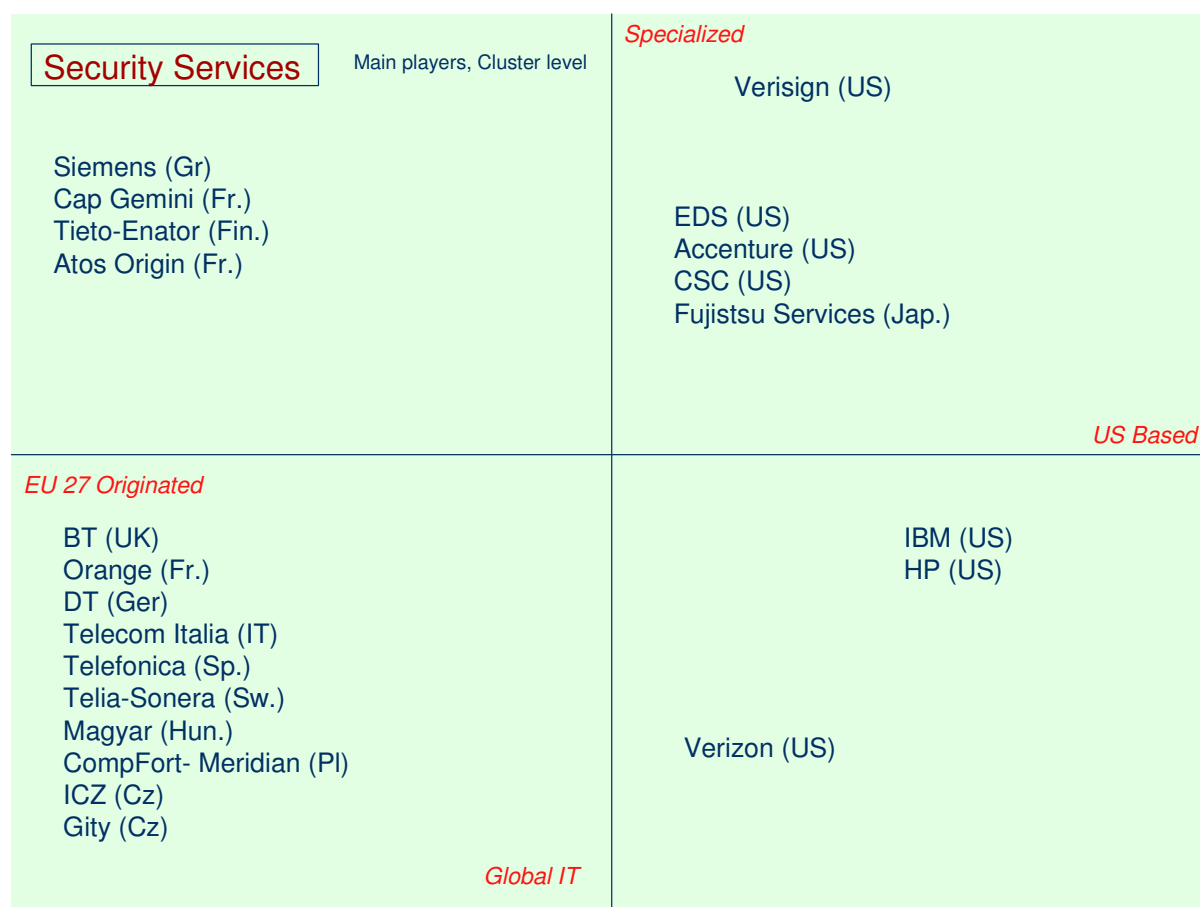 Security Services
Main players, Cluster level
Siemens (Gr)
Cap Gemini (Fr.)
Tieto-Enator (Fin.)
Atos Origin (Fr.)
Specialized
Verisign (US)
EDS (US)
Accenture (US)
CSC (US)
Fujistsu Services (Jap.)
US Based
EU 27 Originated
BT (UK)
Orange (Fr.)
DT (Ger)
Telecom Italia (IT)
Telefonica (Sp.)
Telia-Sonera (Sw.)
Magyar (Hun.)
CompFort- Meridian (Pl)
ICZ (Cz)
Gity (Cz)
Global IT
IBM (US)
HP (US)
Verizon (US)